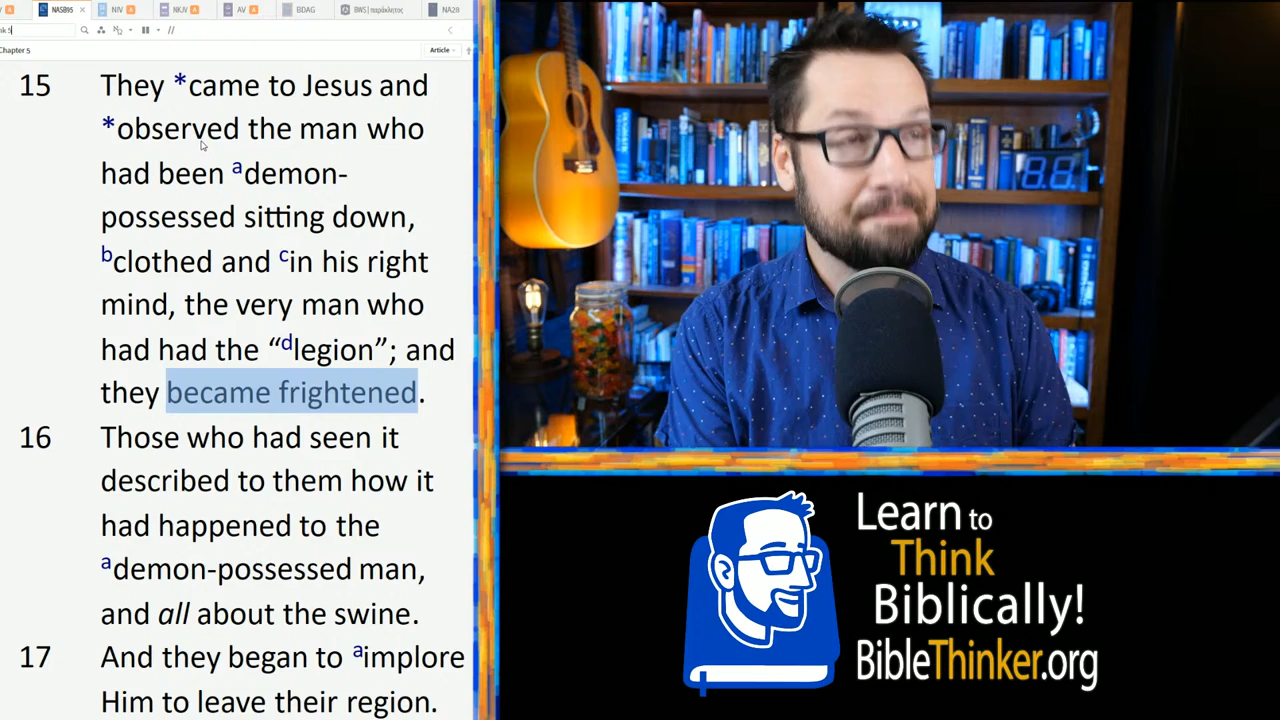 NASB95 NIV NKJV AV BDAG BWS | παράκλητος NA28
Chapter 5
Article
15 They *came to Jesus and
*observed the man who
had been ᵃdemon-
possessed sitting down,
ᵇclothed and ᶜin his right
mind, the very man who
had had the “ᵈlegion”; and
they became frightened.
16 Those who had seen it
described to them how it
had happened to the
ᵃdemon-possessed man,
and all about the swine.
17 And they began to ᵃimplore
Him to leave their region.
Learn to
Think
Biblically!
BibleThinker.org